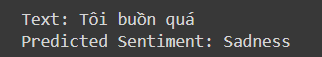 Text: Tôi buồn quá
Predicted Sentiment: Sadness